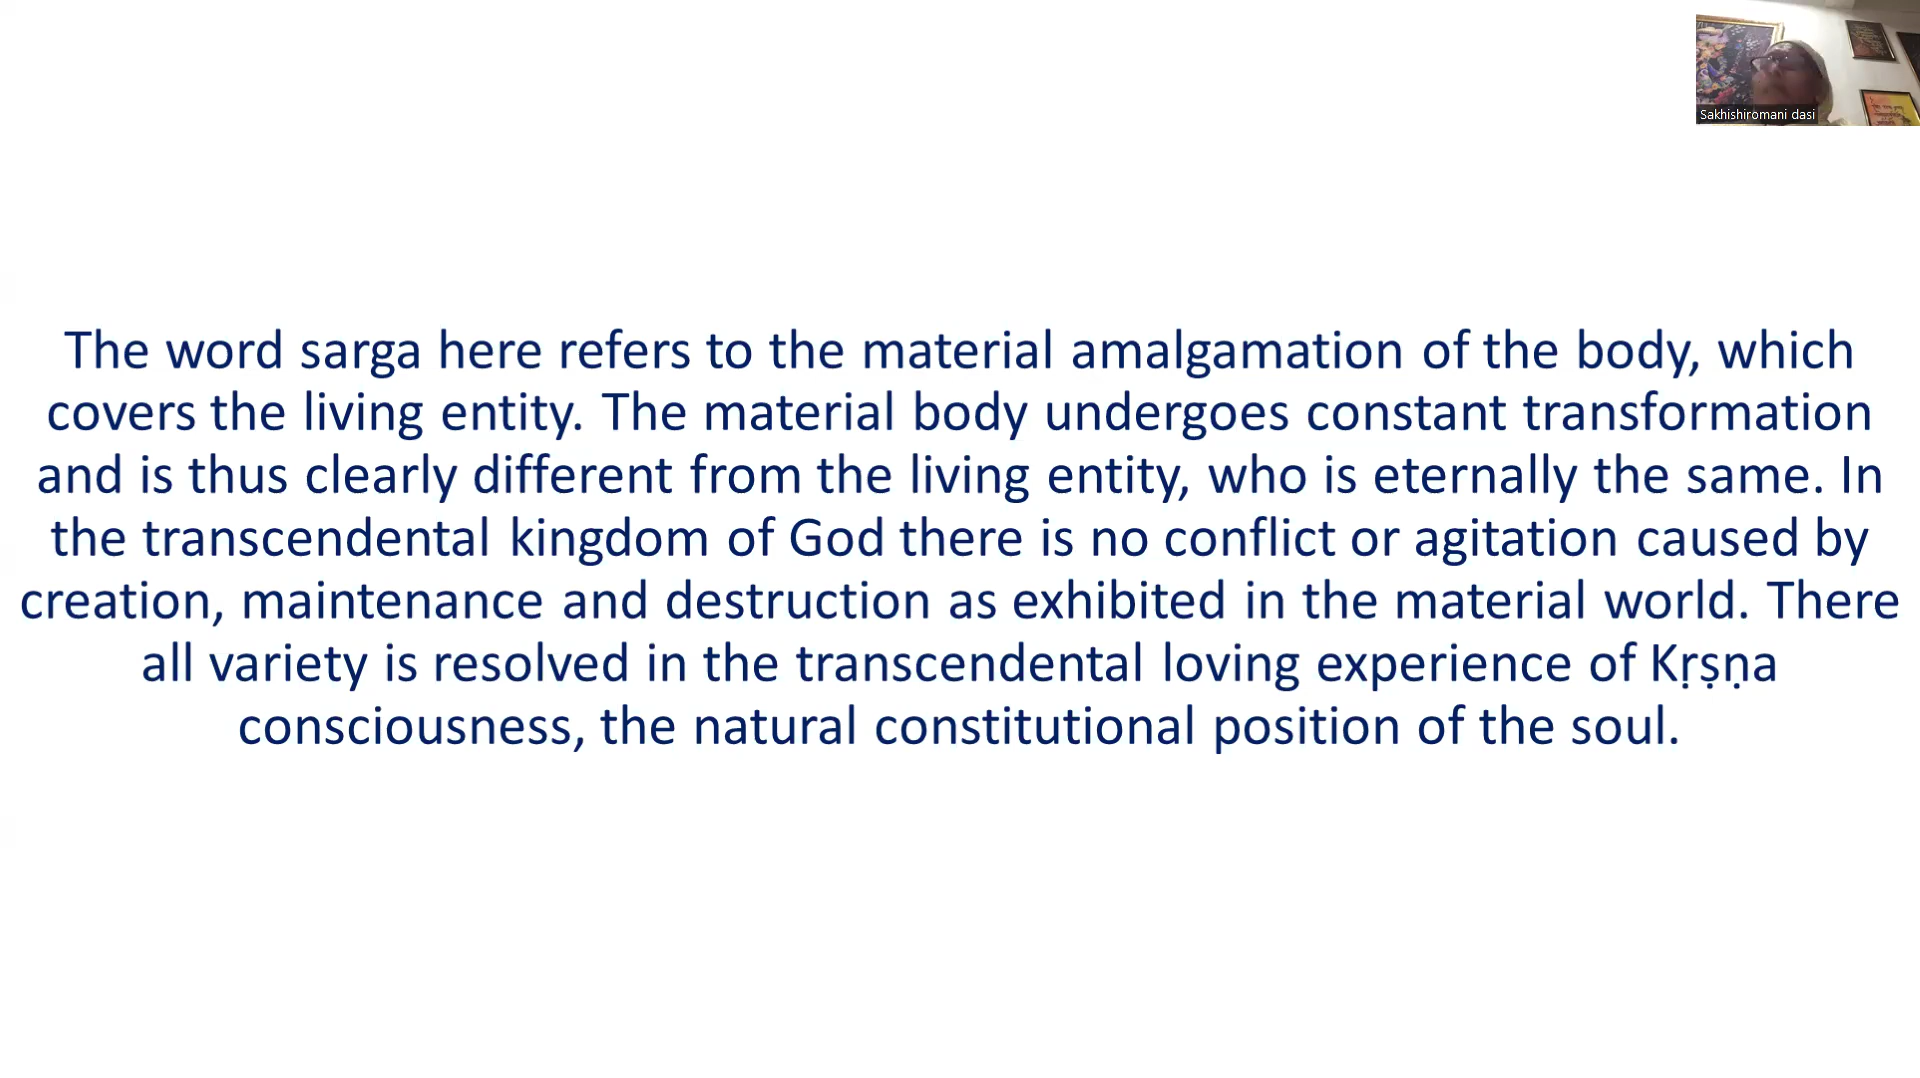 Sakhishiromani dasi
The word sarga here refers to the material amalgamation of the body, which
covers the living entity. The material body undergoes constant transformation
and is thus clearly different from the living entity, who is eternally the same. In
the transcendental kingdom of God there is no conflict or agitation caused by
creation, maintenance and destruction as exhibited in the material world. There
all variety is resolved in the transcendental loving experience of Kṛṣṇa
consciousness, the natural constitutional position of the soul.